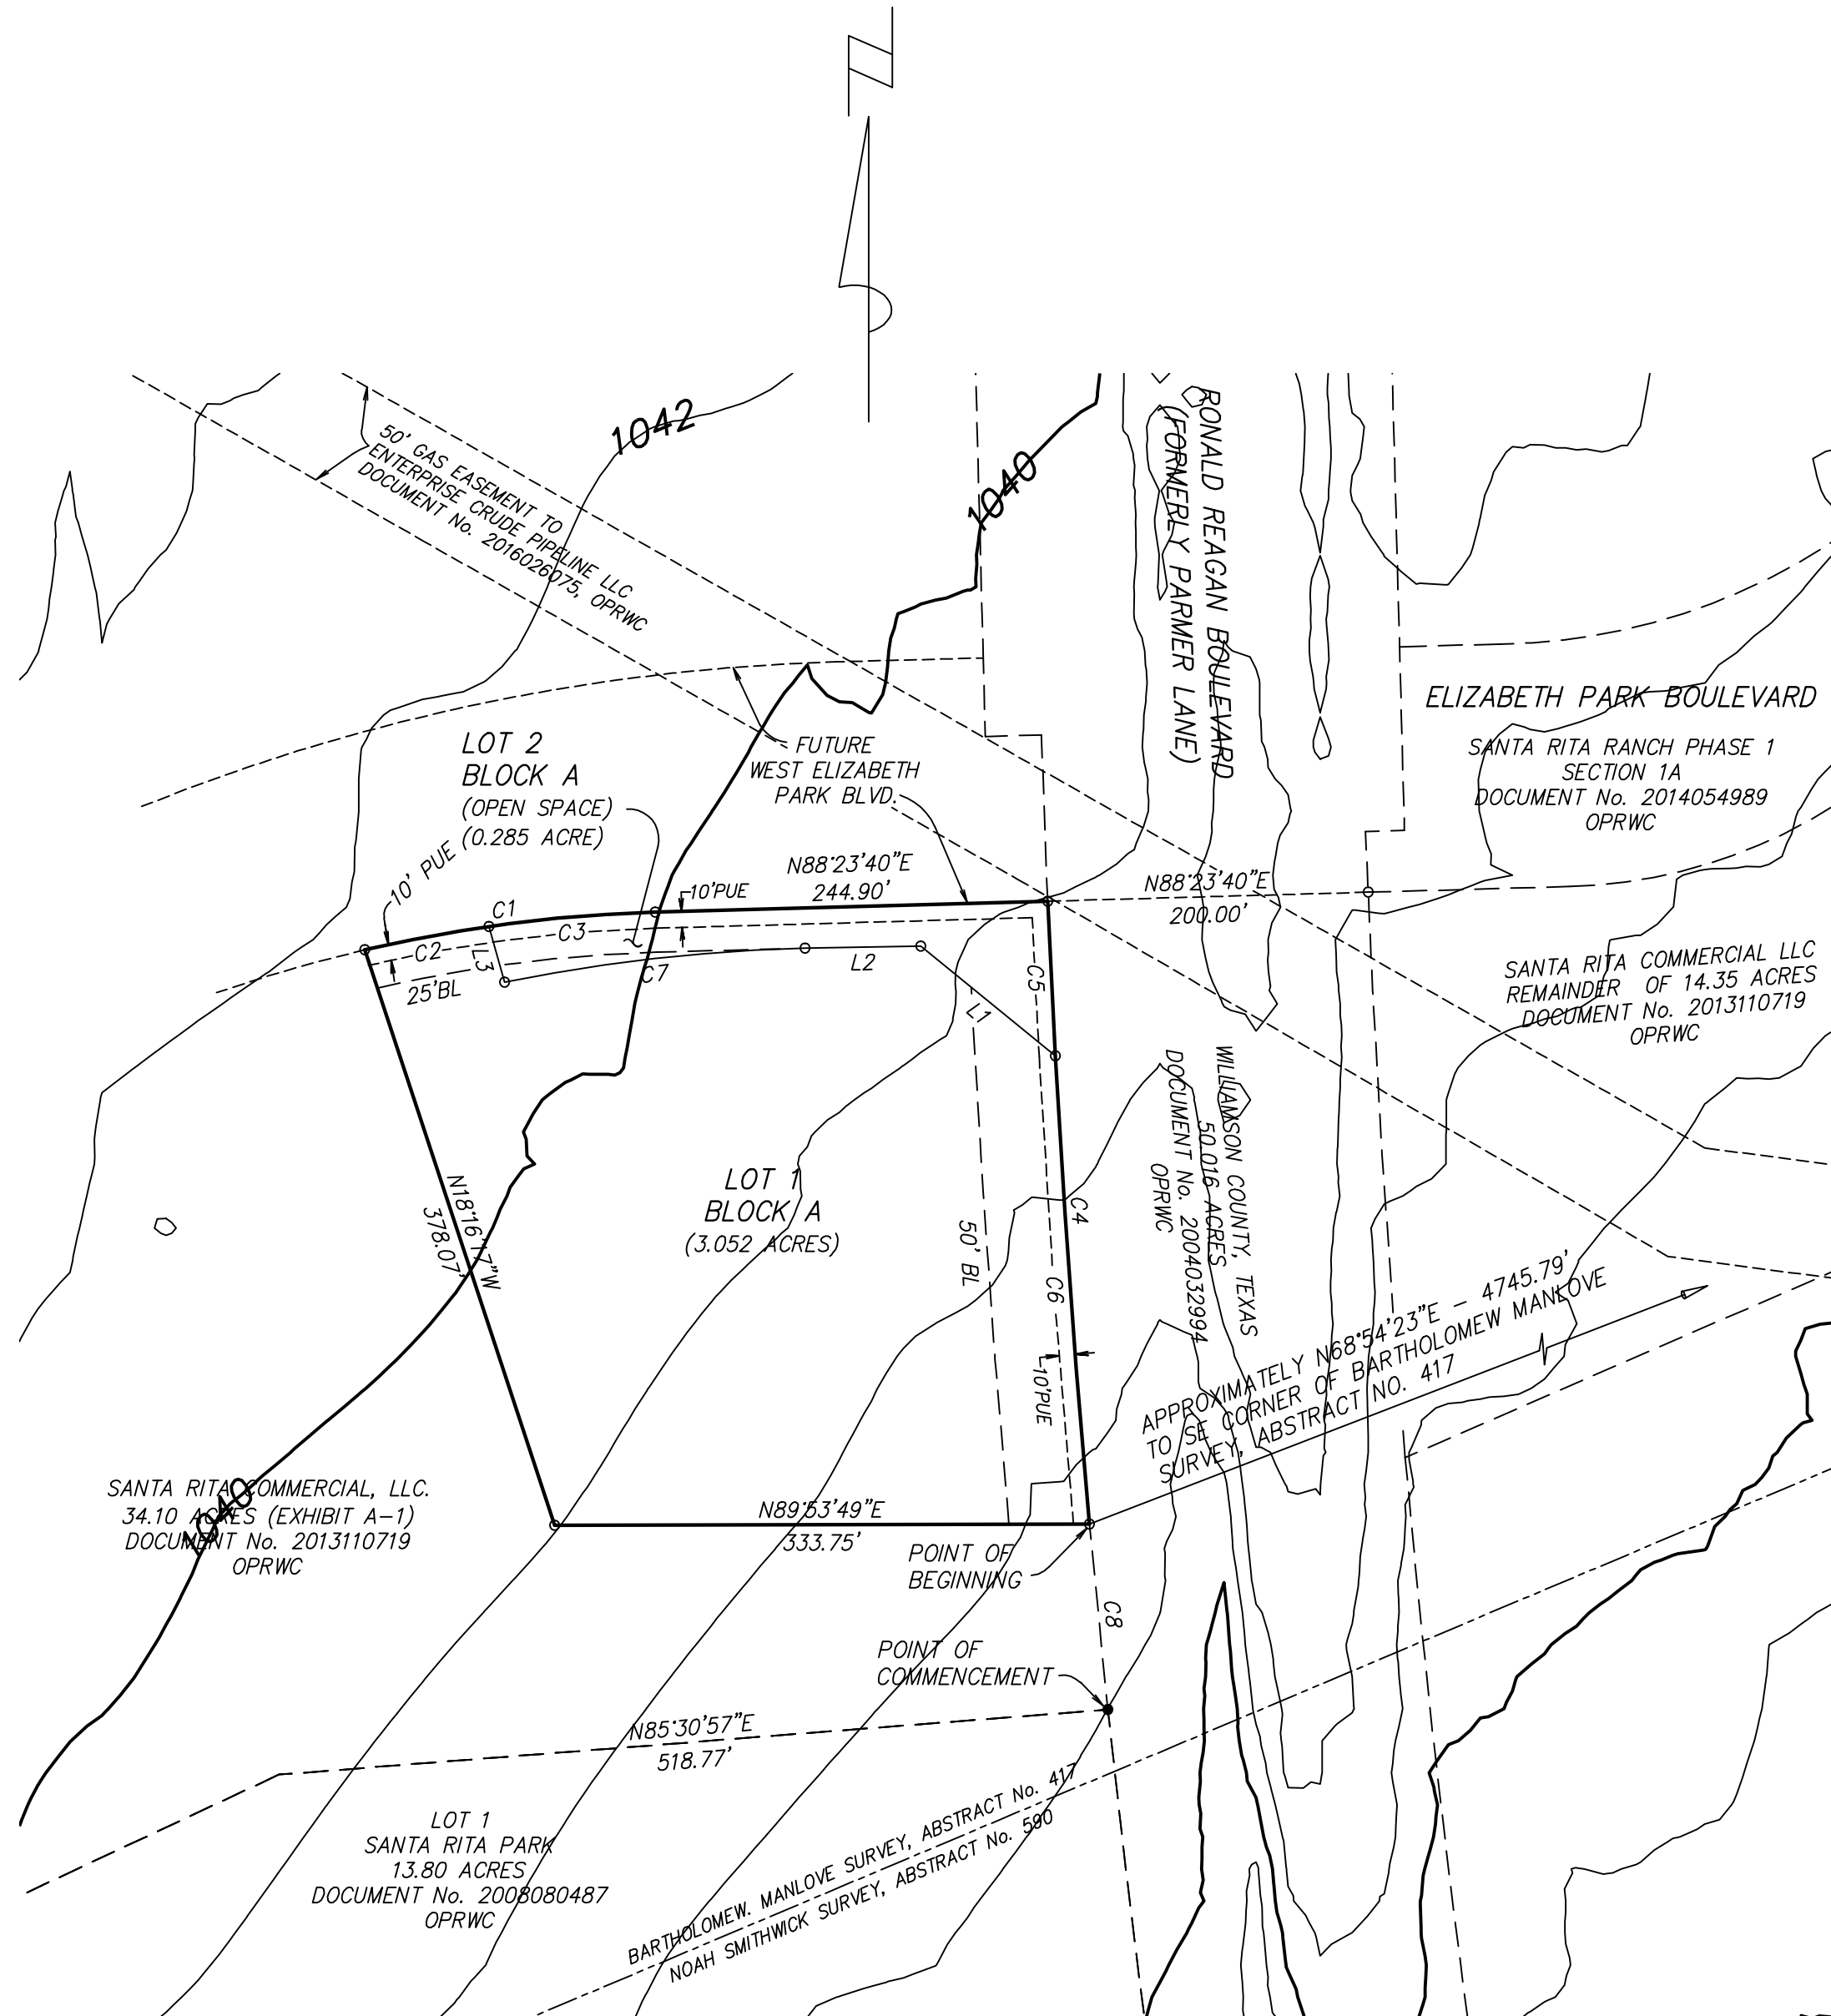 N
1042
1040
50' GAS EASEMENT TO
ENTERPRISE CRUDE PIPELINE LLC
DOCUMENT No. 2016026075, OPRWC
RONALD REAGAN BOULEVARD
(FORMERLY PARMER LANE)
ELIZABETH PARK BOULEVARD
SANTA RITA RANCH PHASE 1
SECTION 1A
DOCUMENT No. 2014054989
OPRWC
LOT 2
BLOCK A
(OPEN SPACE)
(0.285 ACRE)
FUTURE
WEST ELIZABETH
PARK BLVD.
10' PUE
N88°23'40"E
244.90'
10'PUE
N88°23'40"E
200.00'
C1
C2
C3
L3
C7
L2
L1
C5
25'BL
SANTA RITA COMMERCIAL LLC
REMAINDER OF 14.35 ACRES
DOCUMENT No. 2013110719
OPRWC
WILLIAMSON COUNTY, TEXAS
50.016 ACRES
DOCUMENT No. 2004032994
OPRWC
N18°16'17"W
378.07'
LOT 1
BLOCK A
(3.052 ACRES)
50' BL
C4
C6
10'PUE
APPROXIMATELY N68°54'23"E - 4745.79'
TO SE CORNER OF BARTHOLOMEW MANLOVE
SURVEY, ABSTRACT NO. 417
1040
SANTA RITA COMMERCIAL, LLC.
34.10 ACRES (EXHIBIT A-1)
DOCUMENT No. 2013110719
OPRWC
N89°53'49"E
333.75'
POINT OF
BEGINNING
C8
POINT OF
COMMENCEMENT
N85°30'57"E
518.77'
LOT 1
SANTA RITA PARK
13.80 ACRES
DOCUMENT No. 2008080487
OPRWC
BARTHOLOMEW. MANLOVE SURVEY, ABSTRACT No. 417
NOAH SMITHWICK SURVEY, ABSTRACT No. 590